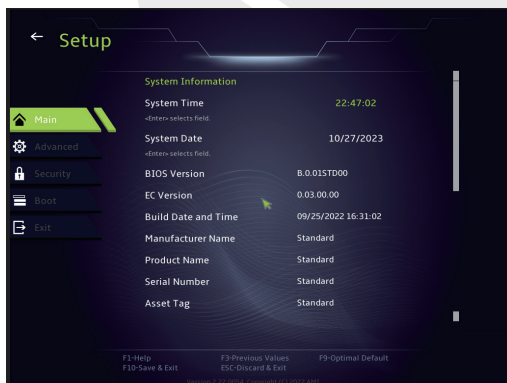 Setup
System Information
System Time 22:47:02
<Enter> selects field.
System Date 10/27/2023
<Enter> selects field.
BIOS Version B.0.01STD00
EC Version 0.03.00.00
Build Date and Time 09/25/2022 16:31:02
Manufacturer Name Standard
Product Name Standard
Serial Number Standard
Asset Tag Standard
Main
Advanced
Security
Boot
Exit
F1-Help F3-Previous Values F9-Optimal Default
F10-Save & Exit ESC-Discard & Exit